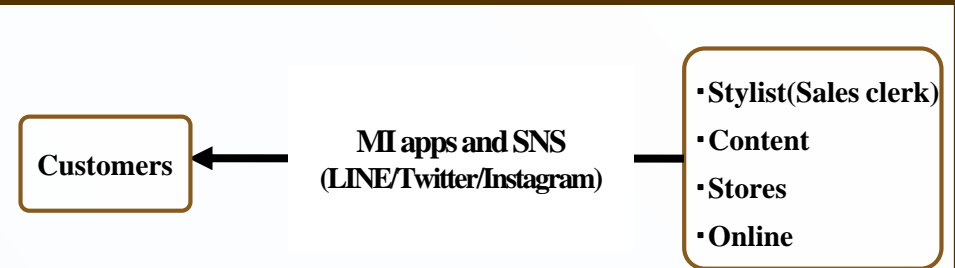 Customers
MI apps and SNS
(LINE/Twitter/Instagram)
▪Stylist(Sales clerk)
▪Content
▪Stores
▪Online